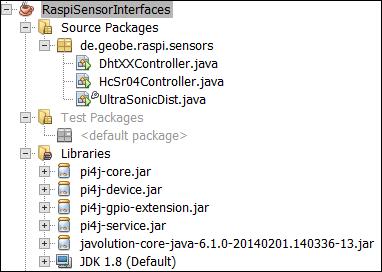 RaspiSensorInterfaces
Source Packages
de.geobe.raspi.sensors
DhtXXController.java
HcSr04Controller.java
UltraSonicDist.java
Test Packages
<default package>
Libraries
pi4j-core.jar
pi4j-device.jar
pi4j-gpio-extension.jar
pi4j-service.jar
javolution-core-java-6.1.0-20140201.140336-13.jar
JDK 1.8 (Default)